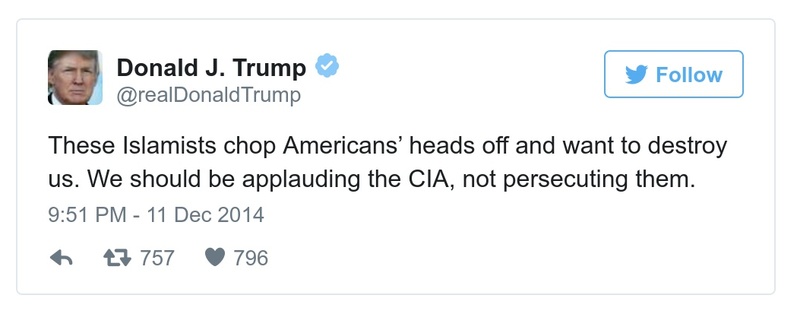 Donald J. Trump
@realDonaldTrump
Follow
These Islamists chop Americans’ heads off and want to destroy
us. We should be applauding the CIA, not persecuting them.
9:51 PM - 11 Dec 2014
757 796